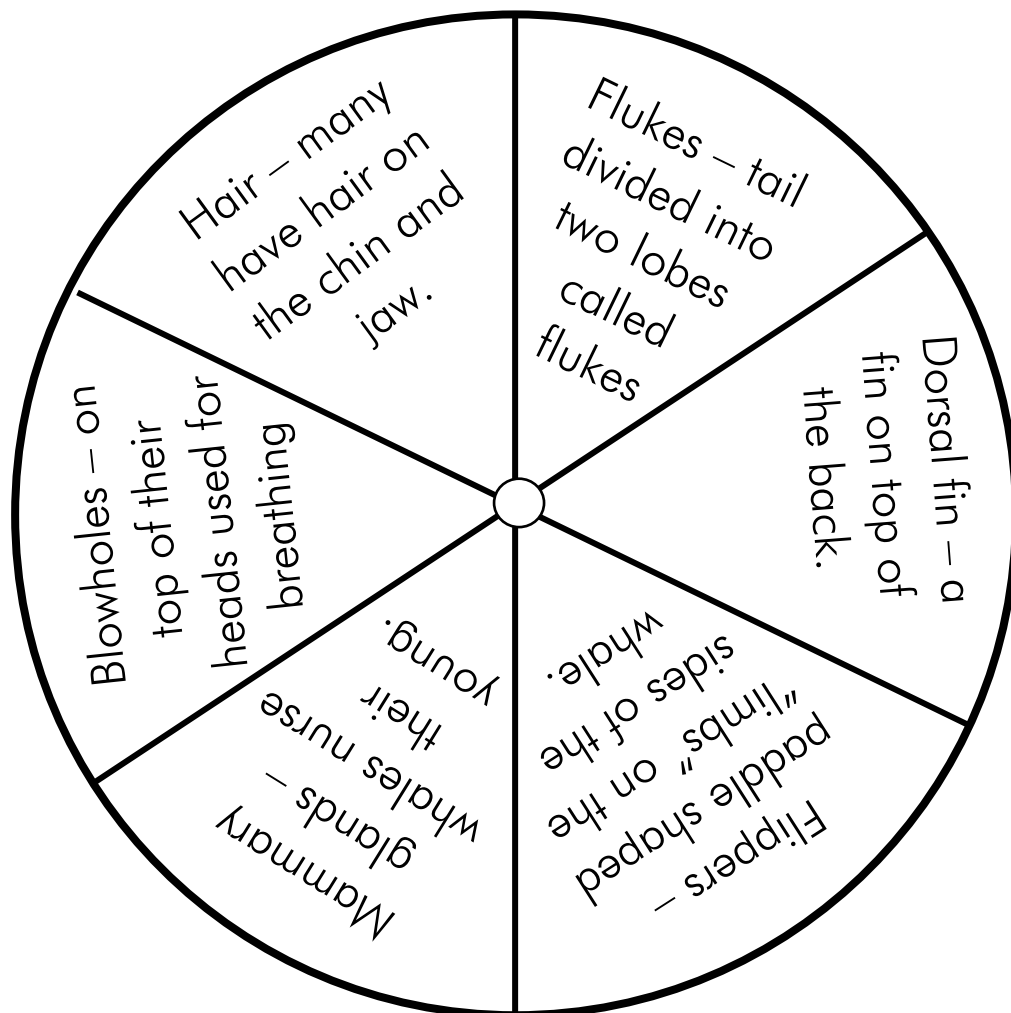 Flukes – tail
divided into
two lobes
called
flukes
Dorsal fin – a
fin on top of
the back.
Flippers –
paddle shaped
"limbs" on the
sides of the
whale.
Mammary
glands –
whales nurse
their
young.
Blowholes – on
top of their
heads used for
breathing
Hair – many
have hair on
the chin and
jaw.